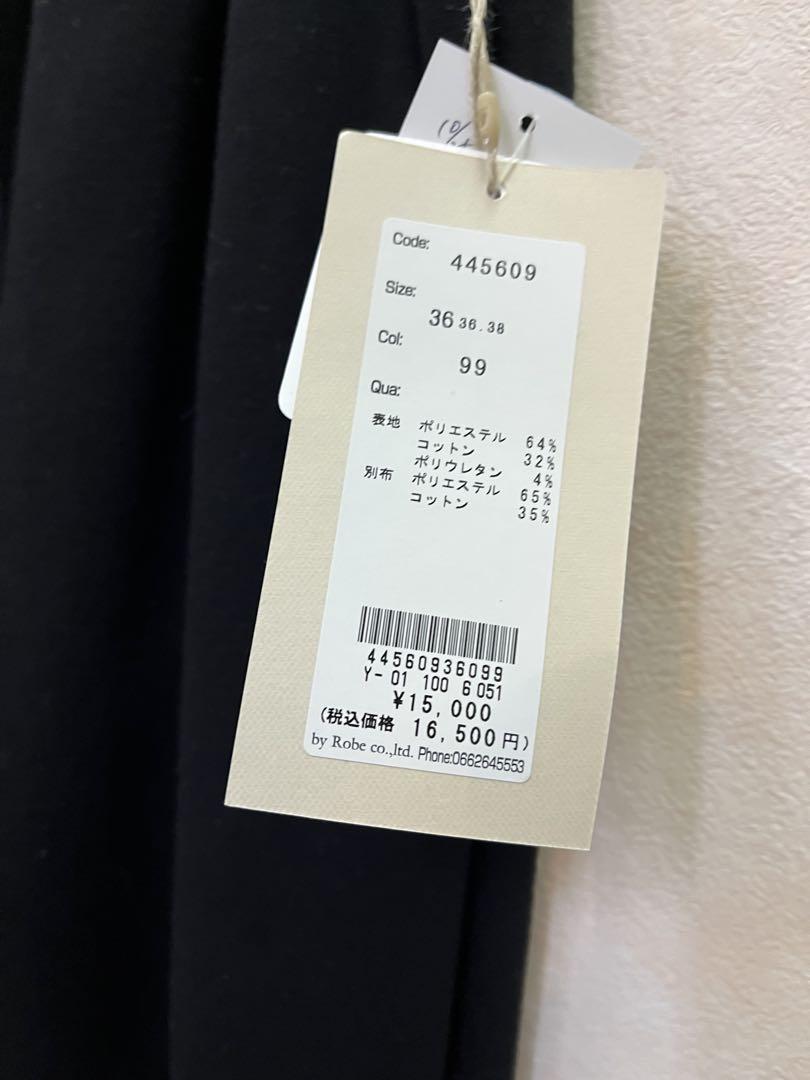 Code:
445609
Size:
36 36.38
Col:
99
Qua:
表地 ポリエステル 64%
コットン 32%
ポリウレタン 4%
別布 ポリエステル 65%
コットン 35%
44560936099
Y-01 100 6051
¥15,000
(税込価格 16,500円)
by Robe co.,ltd. Phone:0662645553